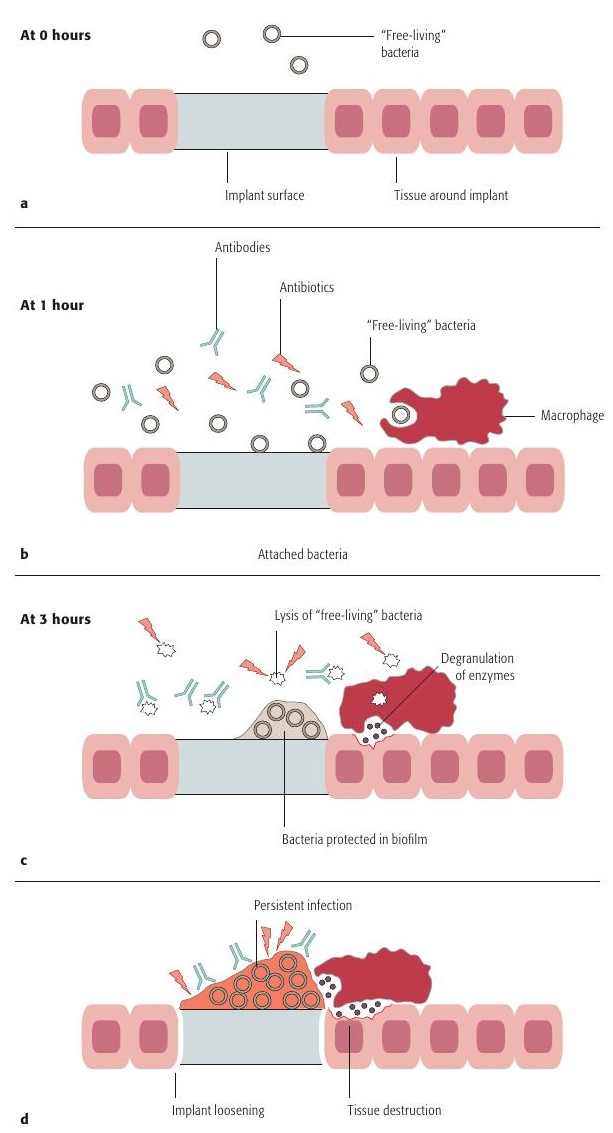 At 0 hours
“Free-living”
bacteria
Implant surface
Tissue around implant
a
Antibodies
Antibiotics
At 1 hour
“Free-living” bacteria
Macrophage
b
Attached bacteria
At 3 hours
Lysis of “free-living” bacteria
Degranulation
of enzymes
Bacteria protected in biofilm
c
Persistent infection
Implant loosening
Tissue destruction
d